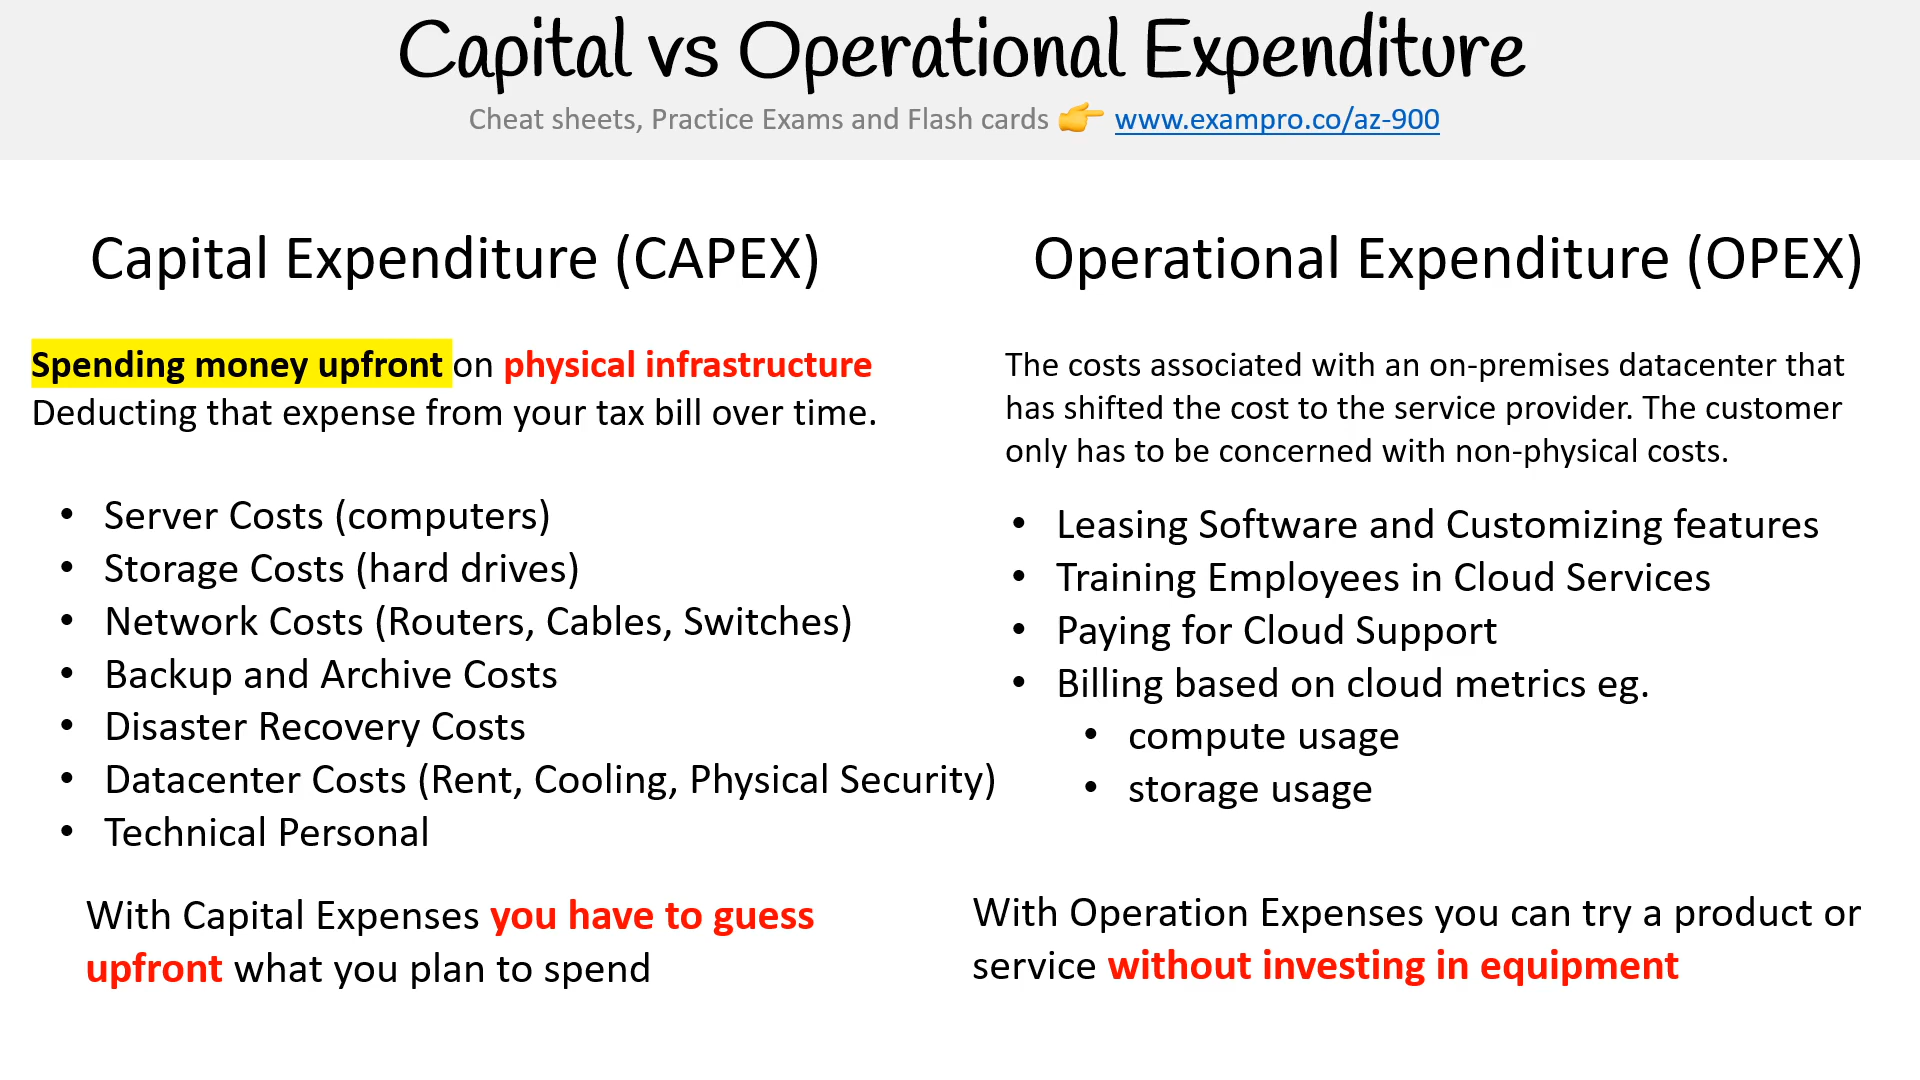 Capital vs Operational Expenditure
Cheat sheets, Practice Exams and Flash cards 👉 www.exampro.co/az-900
Capital Expenditure (CAPEX)
Spending money upfront on physical infrastructure
Deducting that expense from your tax bill over time.
• Server Costs (computers)
• Storage Costs (hard drives)
• Network Costs (Routers, Cables, Switches)
• Backup and Archive Costs
• Disaster Recovery Costs
• Datacenter Costs (Rent, Cooling, Physical Security)
• Technical Personal
With Capital Expenses you have to guess
upfront what you plan to spend
Operational Expenditure (OPEX)
The costs associated with an on-premises datacenter that
has shifted the cost to the service provider. The customer
only has to be concerned with non-physical costs.
• Leasing Software and Customizing features
• Training Employees in Cloud Services
• Paying for Cloud Support
• Billing based on cloud metrics eg.
• compute usage
• storage usage
With Operation Expenses you can try a product or
service without investing in equipment